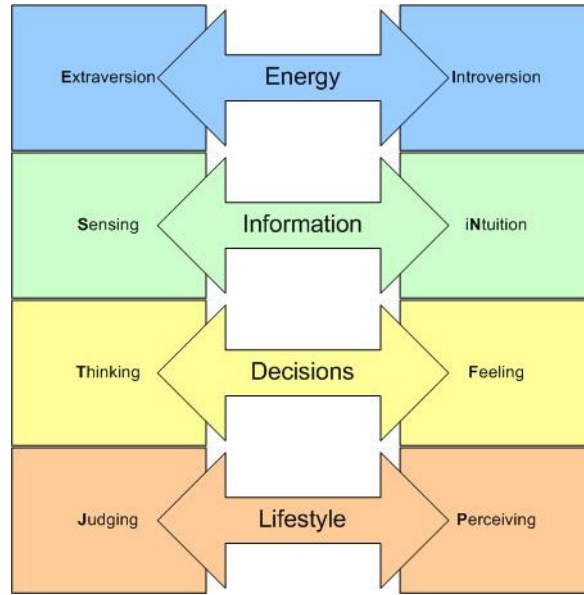 Extraversion Energy Introversion
Sensing Information iNtuition
Thinking Decisions Feeling
Judging Lifestyle Perceiving